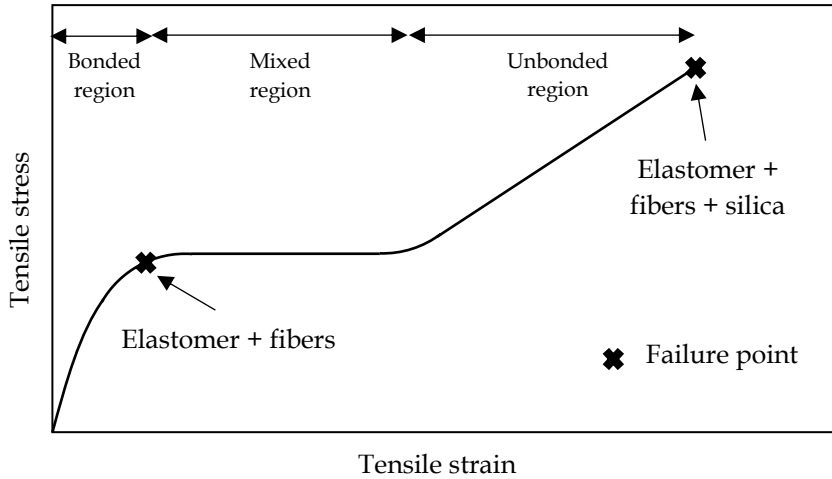 Bonded
region
Mixed
region
Unbonded
region
Elastomer +
fibers + silica
Elastomer + fibers
Failure point
Tensile stress
Tensile strain